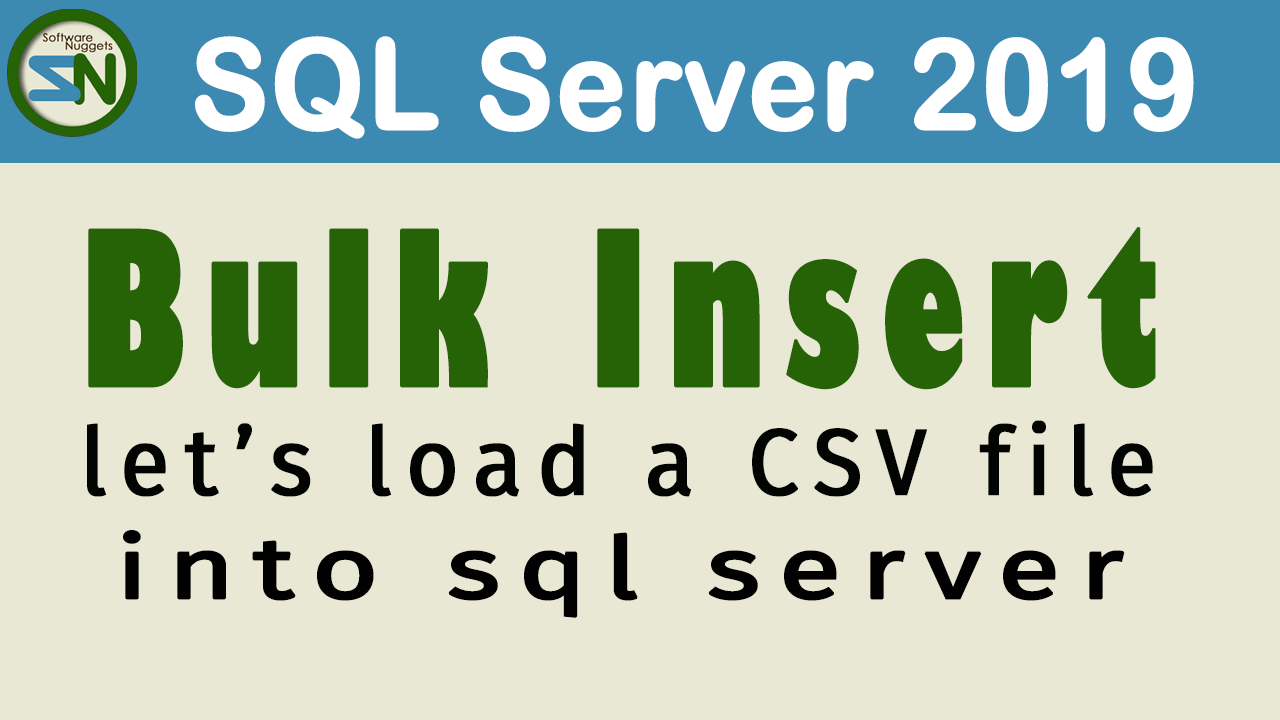 Software
Nuggets
SN
SQL Server 2019
Bulk Insert
let's load a CSV file
into sql server